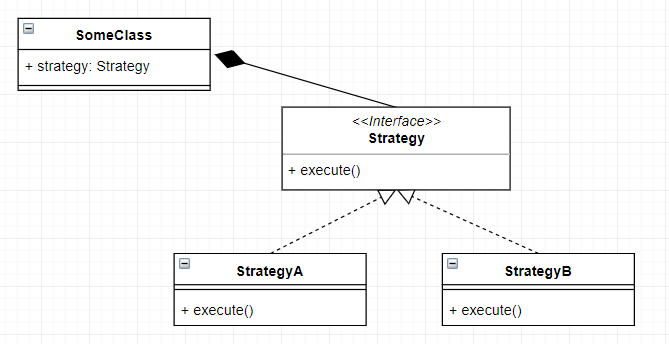 SomeClass
+ strategy: Strategy
<<Interface>>
Strategy
+ execute()
StrategyA
+ execute()
StrategyB
+ execute()